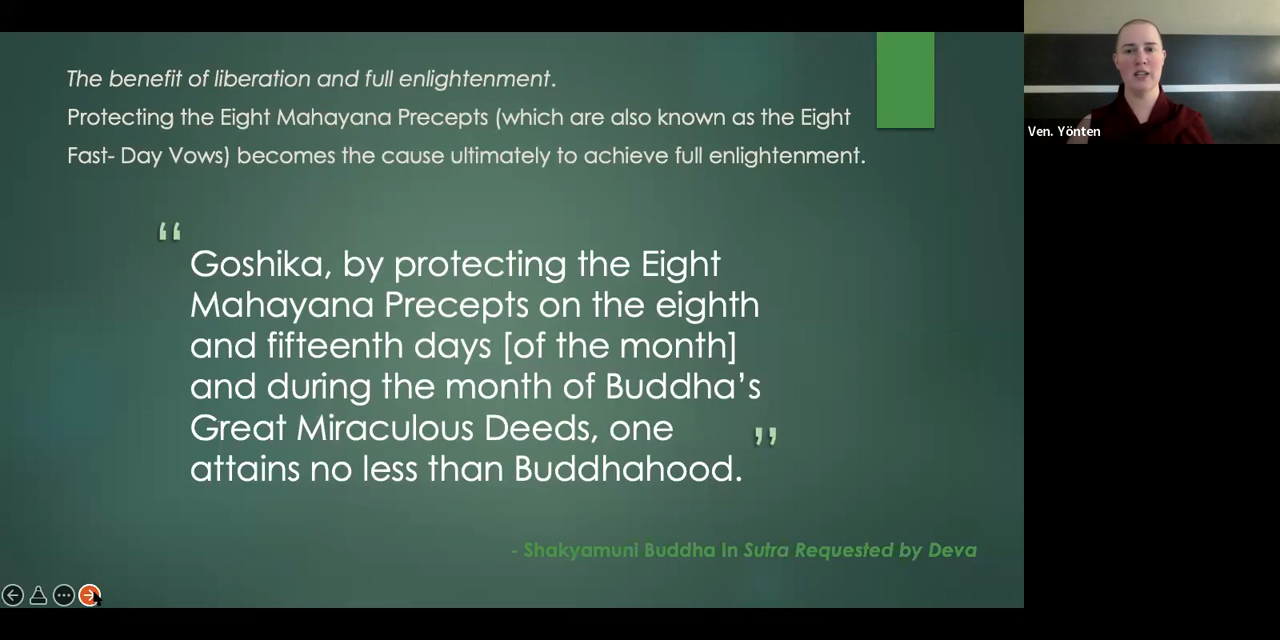 The benefit of liberation and full enlightenment.
Protecting the Eight Mahayana Precepts (which are also known as the Eight
Fast- Day Vows) becomes the cause ultimately to achieve full enlightenment.
“
Goshika, by protecting the Eight
Mahayana Precepts on the eighth
and fifteenth days [of the month]
and during the month of Buddha’s
Great Miraculous Deeds, one
attains no less than Buddhahood.
”
- Shakyamuni Buddha In Sutra Requested by Deva
Ven. Yönten